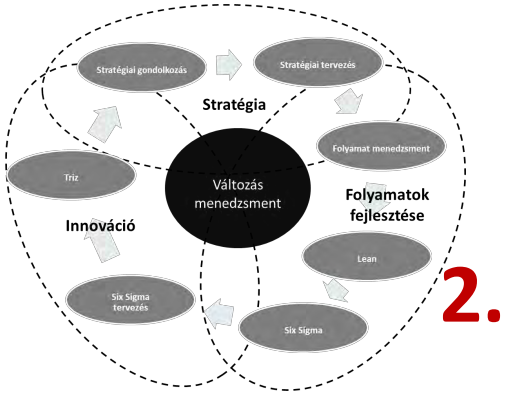 Stratégiai gondolkozás
Stratégiai tervezés
Stratégia
Folyamat menedzsment
Triz
Változás
menedzsment
Folyamatok
fejlesztése
Innováció
Lean
Six Sigma
tervezés
Six Sigma
2.